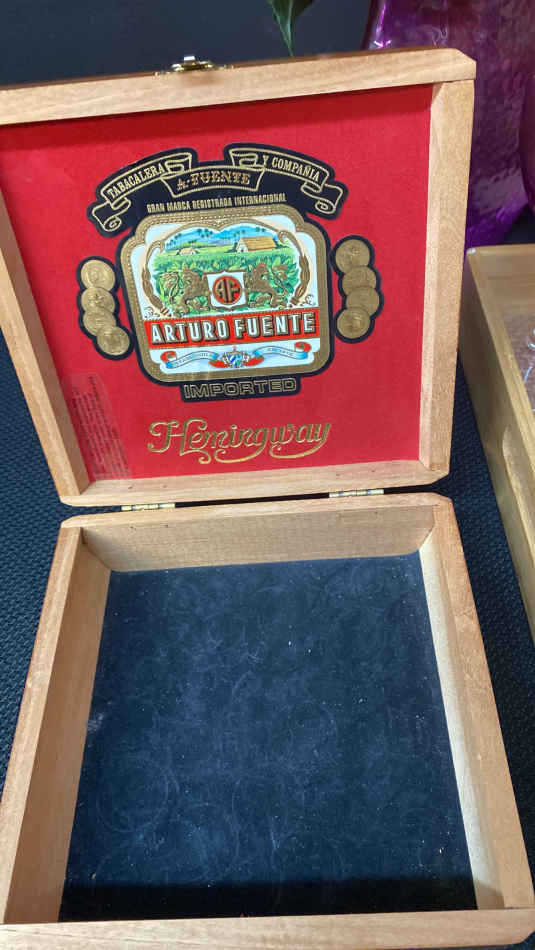 TABACALERA A. FUENTE Y COMPAÑIA
GRAN MARCA REGISTRADA INTERNACIONAL
AF
ARTURO FUENTE
IMPORTED
Hemingway